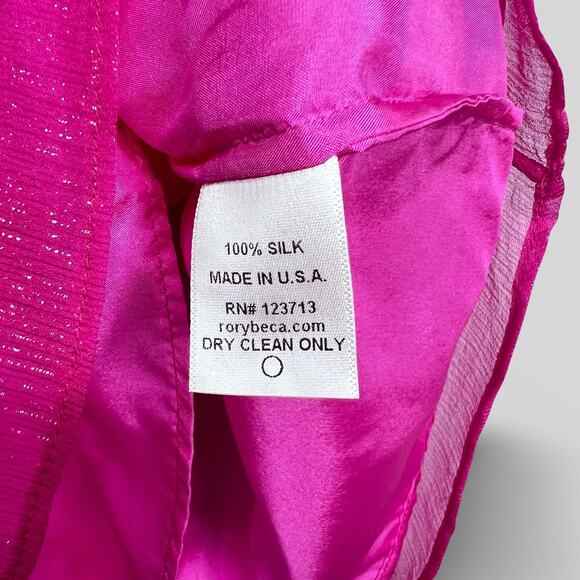 100% SILK
MADE IN U.S.A.
RN# 123713
rorybeca.com
DRY CLEAN ONLY